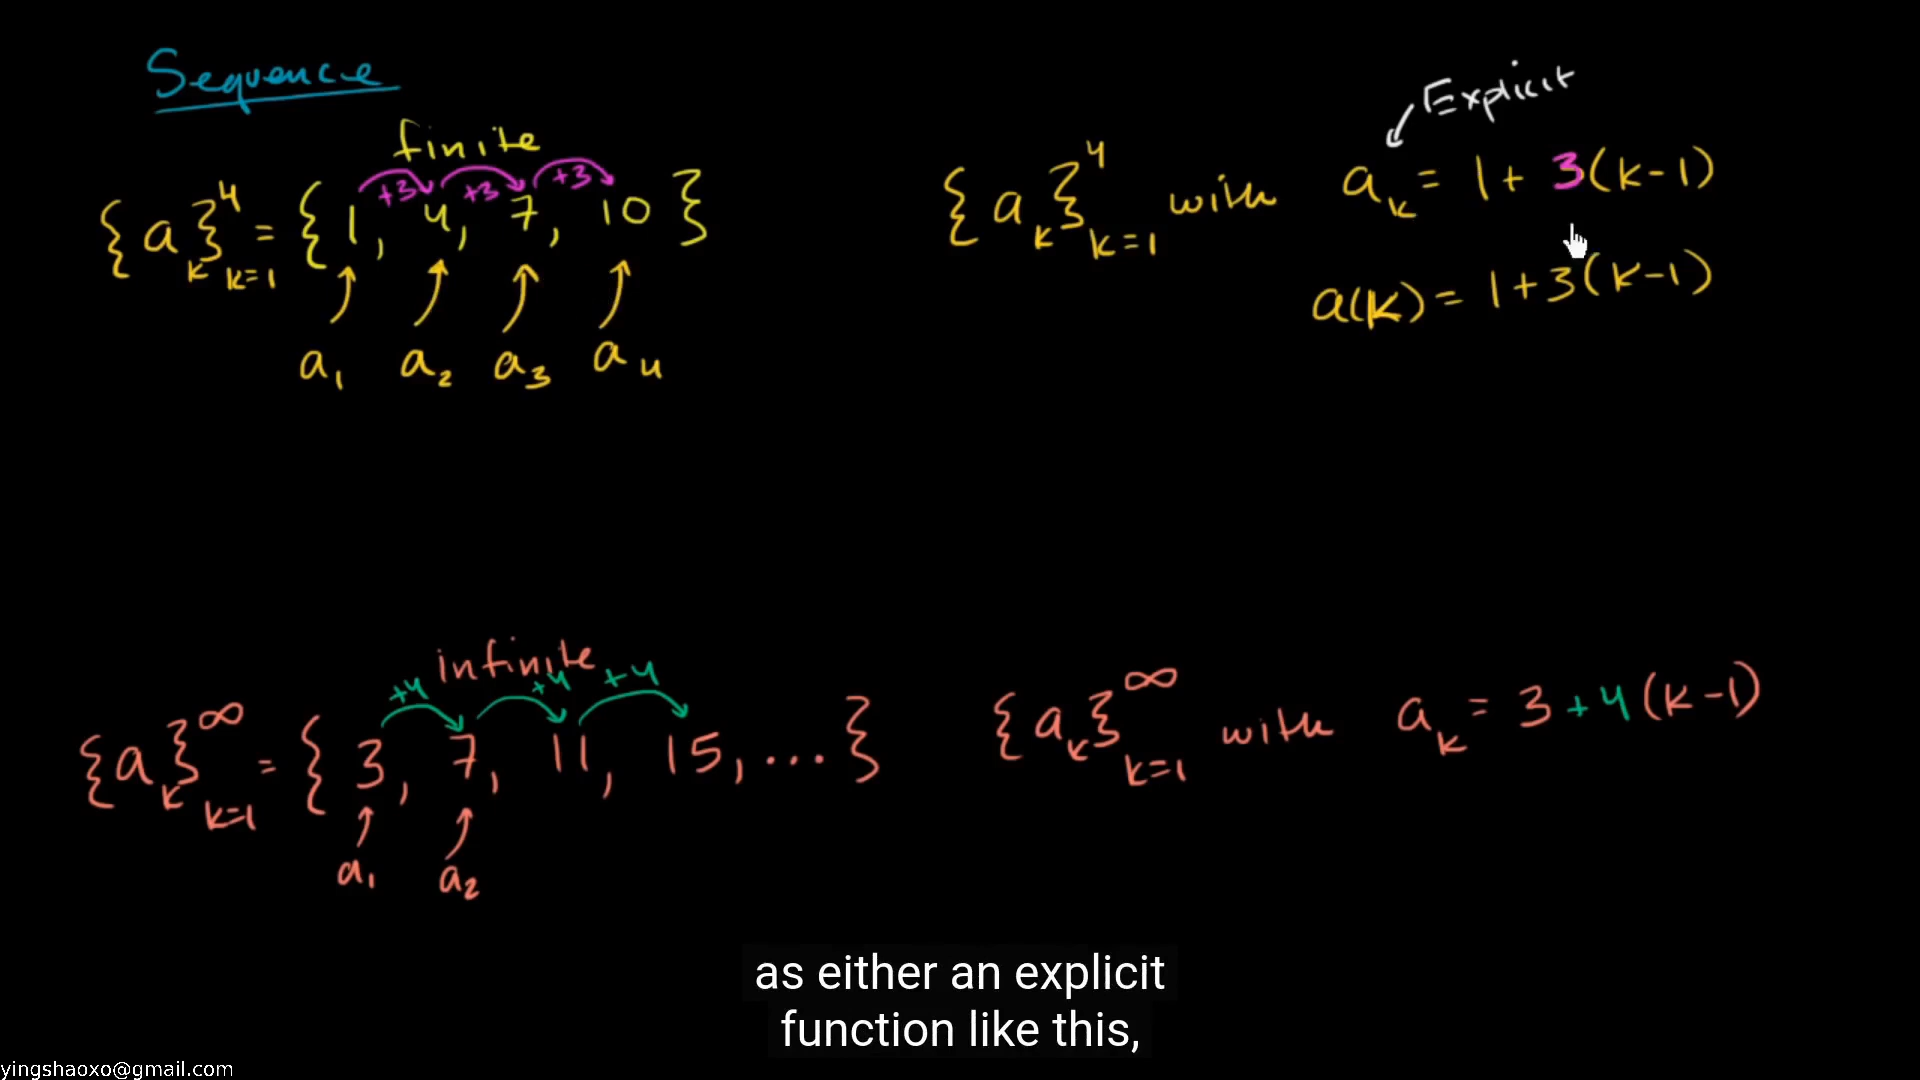 Sequence
finite
+3 +3 +3
{a_k}_{k=1}^4 = {1, 4, 7, 10}
a_1 a_2 a_3 a_4
Explicit
{a_k}_{k=1}^4 with a_k = 1+3(k-1)
a(k) = 1+3(k-1)
infinite
+4 +4 +4
{a_k}_{k=1}^∞ = {3, 7, 11, 15, ...}
a_1 a_2
{a_k}_{k=1}^∞ with a_k = 3+4(k-1)
as either an explicit
function like this,
yingshaoxo@gmail.com